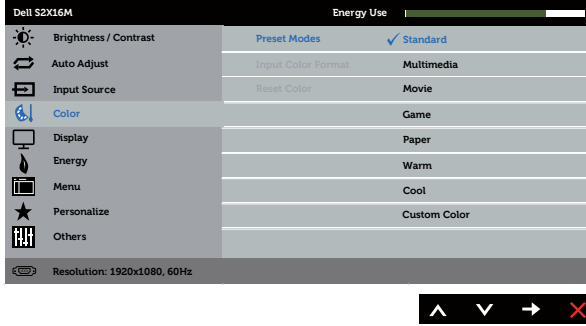 Dell S2X16M Energy Use
Brightness / Contrast Preset Modes Standard
Auto Adjust Input Color Format Multimedia
Input Source Reset Color Movie
Color Game
Display Paper
Energy Warm
Menu Cool
Personalize Custom Color
Others
Resolution: 1920x1080, 60Hz